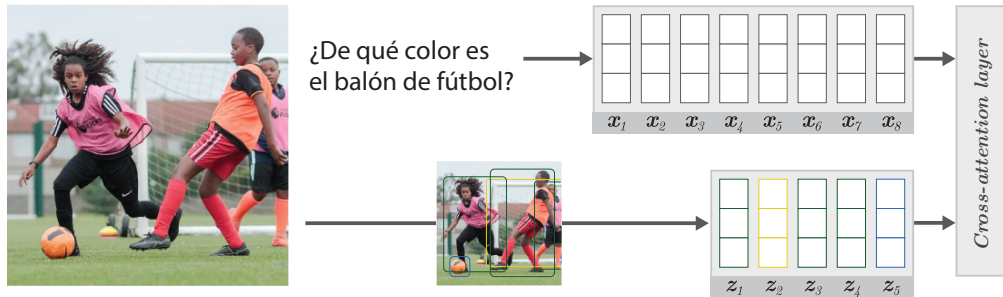 ¿De qué color es
el balón de fútbol?
x1 x2 x3 x4 x5 x6 x7 x8
Cross-attention layer
z1 z2 z3 z4 z5